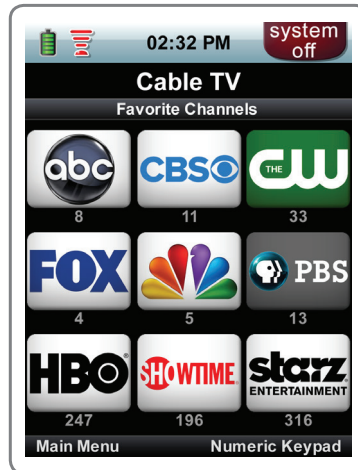 02:32 PM
system off
Cable TV
Favorite Channels
abc CBS THE CW
8 11 33
FOX PBS
4 5 13
HBO SHOWTIME starz ENTERTAINMENT
247 196 316
Main Menu Numeric Keypad